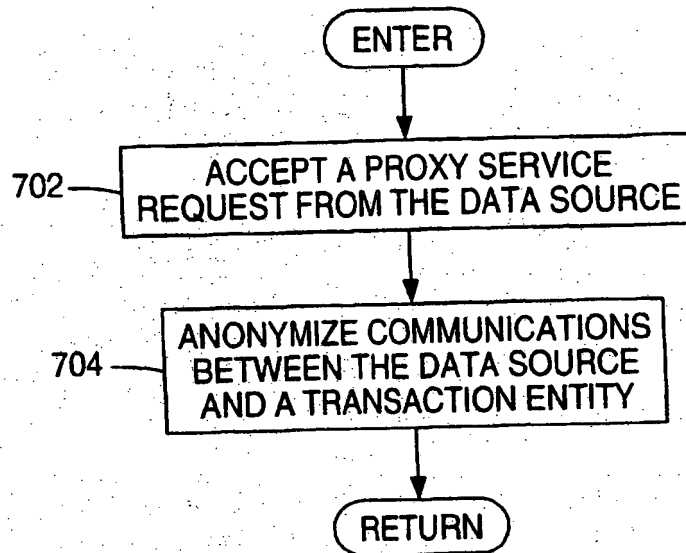 ENTER
702
ACCEPT A PROXY SERVICE
REQUEST FROM THE DATA SOURCE
704
ANONYMIZE COMMUNICATIONS
BETWEEN THE DATA SOURCE
AND A TRANSACTION ENTITY
RETURN